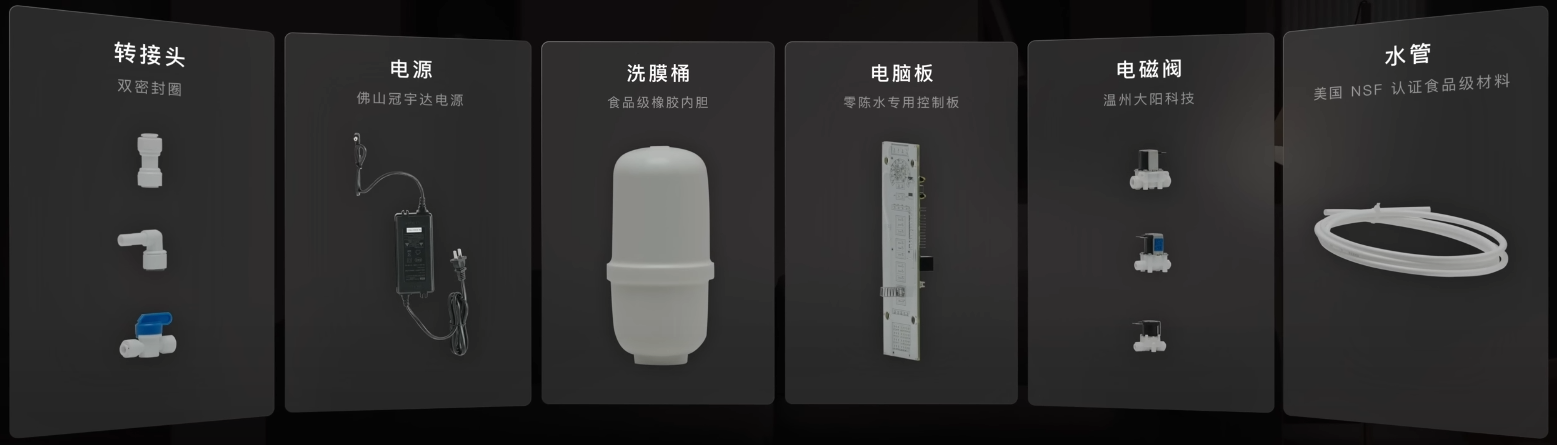 转接头
双密封圈
电源
佛山冠宇达电源
洗膜桶
食品级橡胶内胆
电脑板
零陈水专用控制板
电磁阀
温州大阳科技
水管
美国 NSF 认证食品级材料